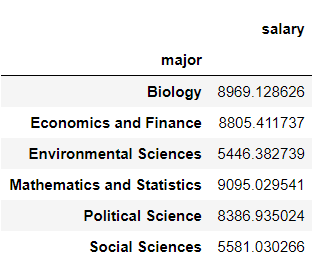 salary
major
Biology 8969.128626
Economics and Finance 8805.411737
Environmental Sciences 5446.382739
Mathematics and Statistics 9095.029541
Political Science 8386.935024
Social Sciences 5581.030266